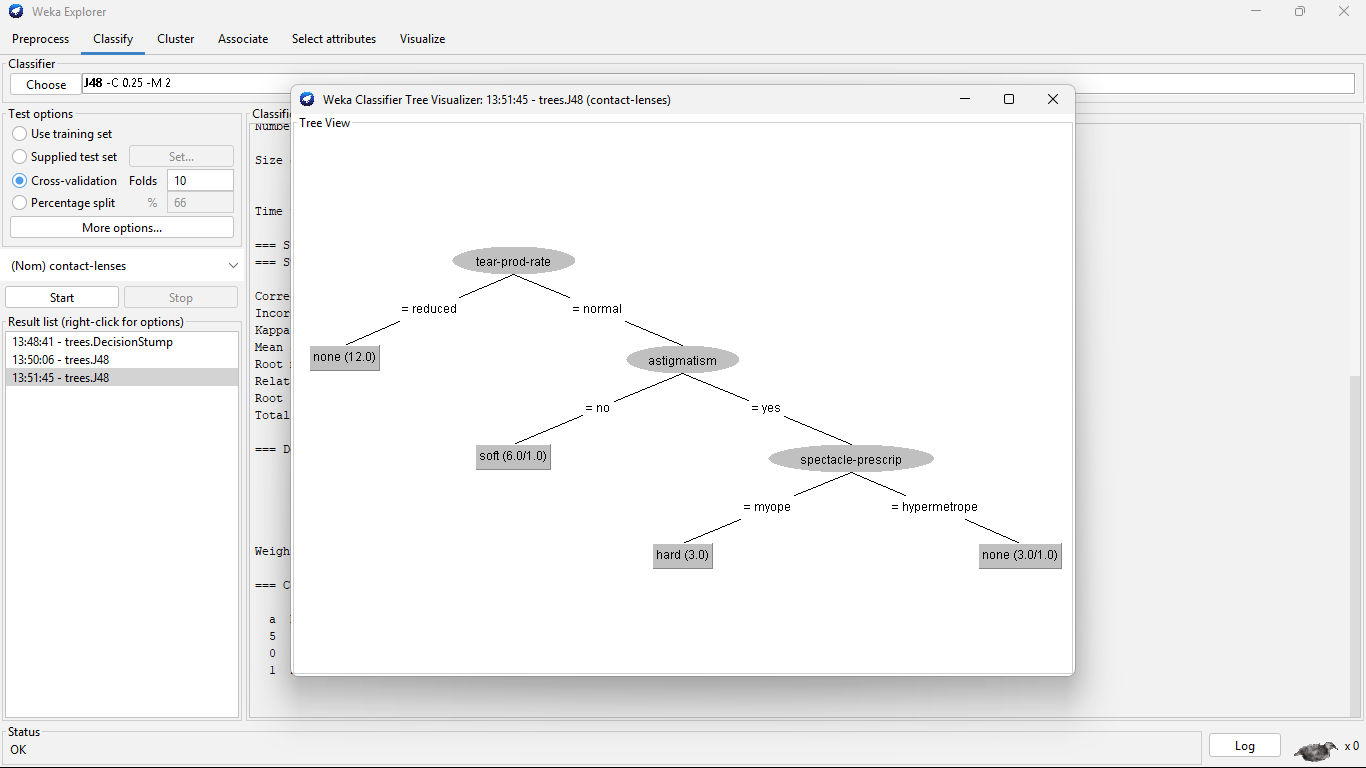 Weka Explorer
Preprocess Classify Cluster Associate Select attributes Visualize
Classifier
Choose J48 -C 0.25 -M 2
Test options
Use training set
Supplied test set Set...
Cross-validation Folds 10
Percentage split % 66
More options...
(Nom) contact-lenses
Start Stop
Result list (right-click for options)
13:48:41 - trees.DecisionStump
13:50:06 - trees.J48
13:51:45 - trees.J48
Size
Time
=== S
=== S
Corre
Incor
Kappa
Mean
Root
Relat
Root
Total
=== D
Weigh
=== C
a
5
0
1
Weka Classifier Tree Visualizer: 13:51:45 - trees.J48 (contact-lenses)
Tree View
tear-prod-rate
= reduced = normal
none (12.0) astigmatism
= no = yes
soft (6.0/1.0) spectacle-prescrip
= myope = hypermetrope
hard (3.0) none (3.0/1.0)
Status
OK
Log x 0